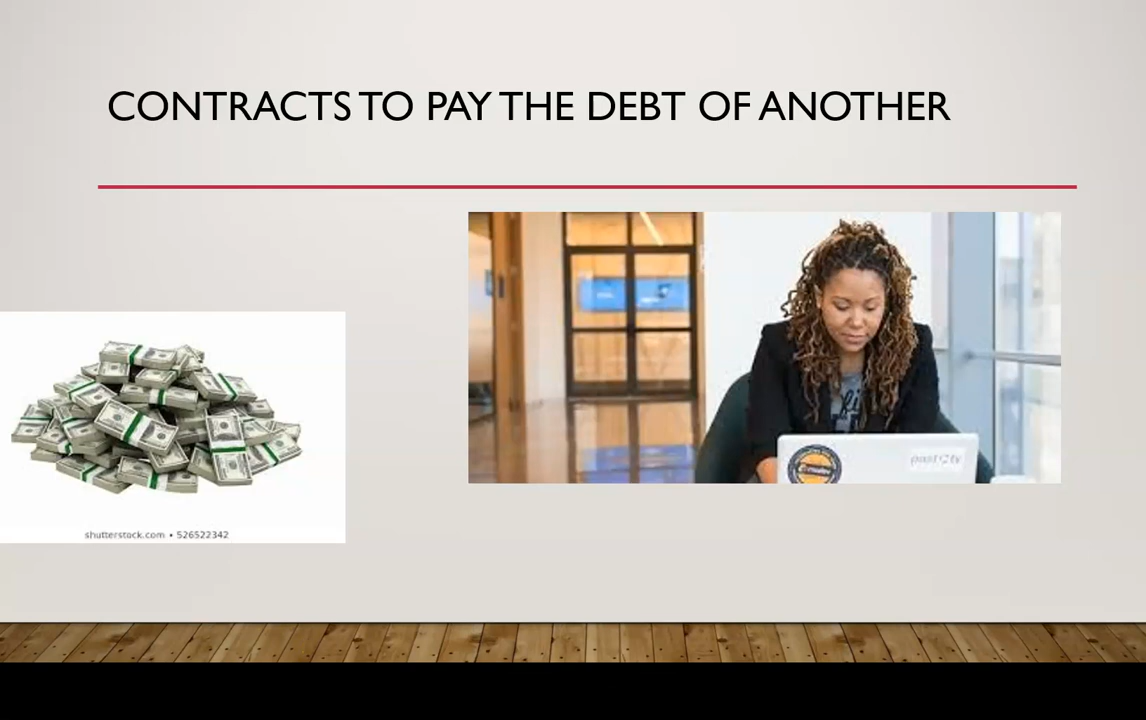 CONTRACTS TO PAY THE DEBT OF ANOTHER
shutterstock.com • 526522342